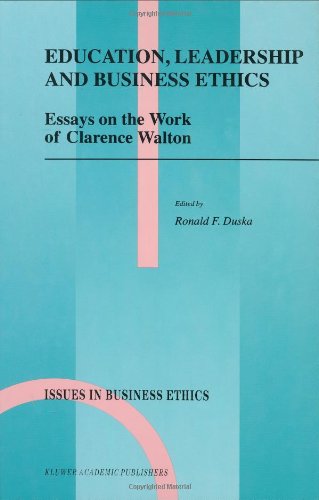 EDUCATION, LEADERSHIP
AND BUSINESS ETHICS
Essays on the Work
of Clarence Walton
Edited by
Ronald F. Duska
ISSUES IN BUSINESS ETHICS
KLUWER ACADEMIC PUBLISHERS